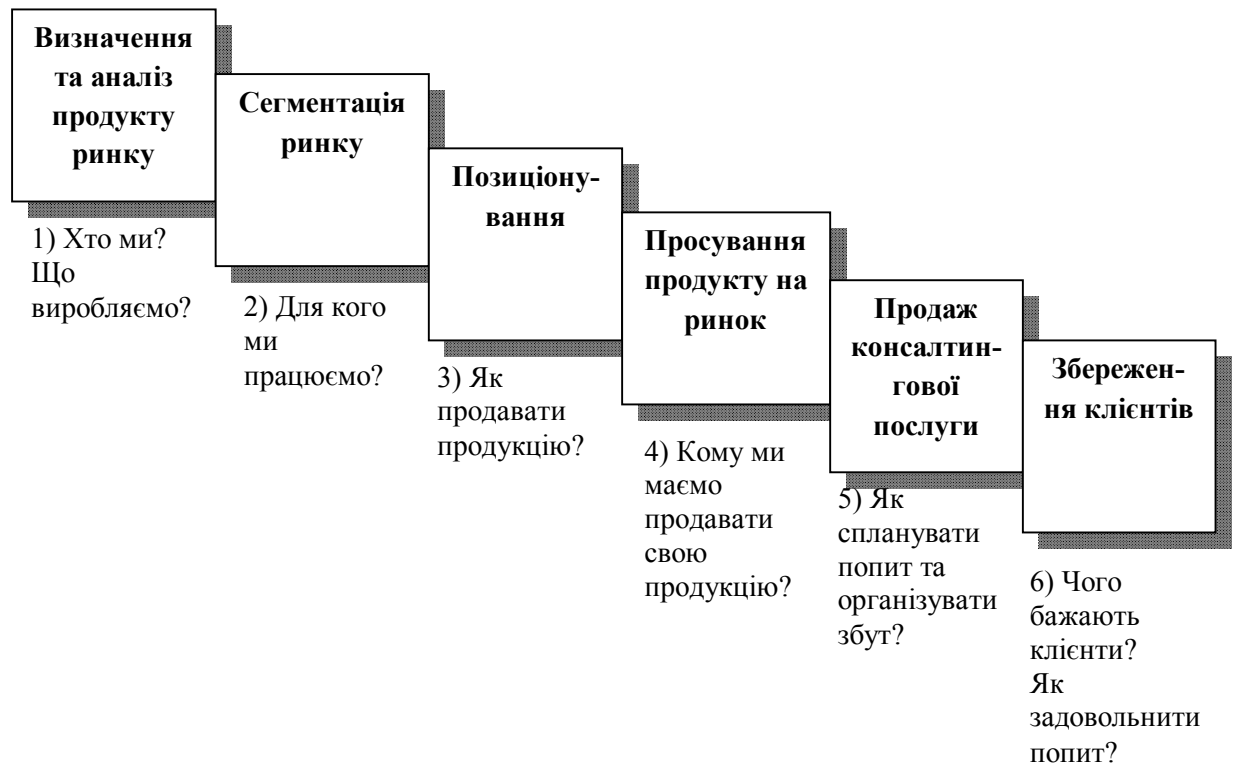 Визначення
та аналіз
продукту
ринку
1) Хто ми?
Що
виробляємо?
Сегментація
ринку
2) Для кого
ми
працюємо?
Позиціону-
вання
3) Як
продавати
продукцію?
Просування
продукту на
ринок
4) Кому ми
маємо
продавати
свою
продукцію?
Продаж
консалтин-
гової
послуги
5) Як
спланувати
попит та
організувати
збут?
Збережен-
ня клієнтів
6) Чого
бажають
клієнти?
Як
задовольнити
попит?